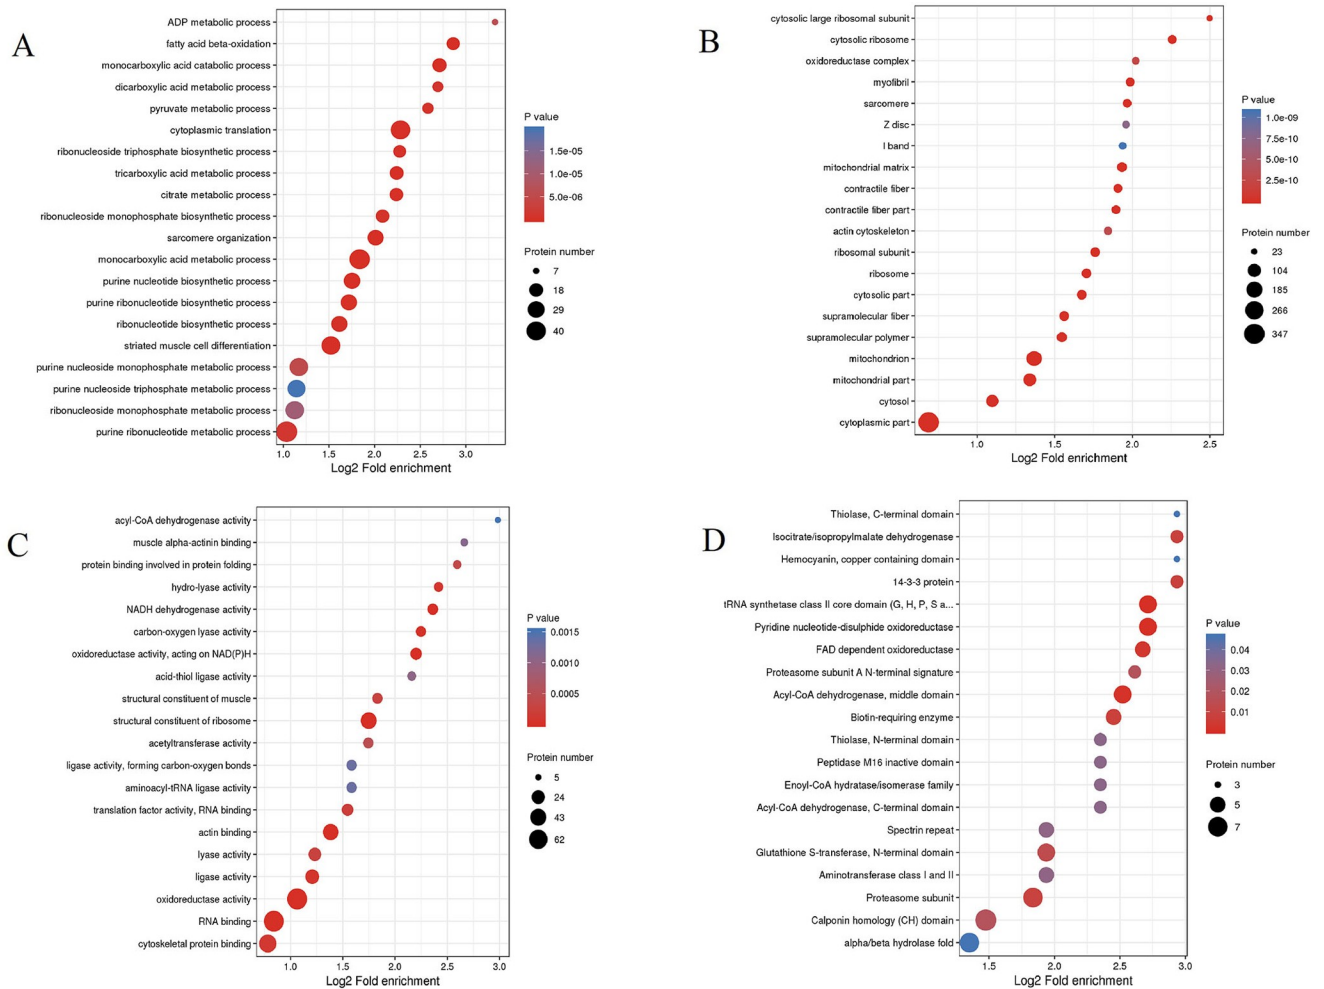 A
ADP metabolic process
fatty acid beta-oxidation
monocarboxylic acid catabolic process
dicarboxylic acid metabolic process
pyruvate metabolic process
cytoplasmic translation
ribonucleoside triphosphate biosynthetic process
tricarboxylic acid metabolic process
citrate metabolic process
ribonucleoside monophosphate biosynthetic process
sarcomere organization
monocarboxylic acid metabolic process
purine nucleotide biosynthetic process
purine ribonucleotide biosynthetic process
ribonucleotide biosynthetic process
striated muscle cell differentiation
purine nucleoside monophosphate metabolic process
purine nucleoside triphosphate metabolic process
ribonucleoside monophosphate metabolic process
purine ribonucleotide metabolic process
1.0 1.5 2.0 2.5 3.0
Log2 Fold enrichment
P value
1.5e-05
1.0e-05
5.0e-06
Protein number
7
18
29
40
B
cytosolic large ribosomal subunit
cytosolic ribosome
oxidoreductase complex
myofibril
sarcomere
Z disc
I band
mitochondrial matrix
contractile fiber
contractile fiber part
actin cytoskeleton
ribosomal subunit
ribosome
cytosolic part
supramolecular fiber
supramolecular polymer
mitochondrion
mitochondrial part
cytosol
cytoplasmic part
1.0 1.5 2.0 2.5
Log2 Fold enrichment
P value
1.0e-09
7.5e-10
5.0e-10
2.5e-10
Protein number
23
104
185
266
347
C
acyl-CoA dehydrogenase activity
muscle alpha-actinin binding
protein binding involved in protein folding
hydro-lyase activity
NADH dehydrogenase activity
carbon-oxygen lyase activity
oxidoreductase activity, acting on NAD(P)H
acid-thiol ligase activity
structural constituent of muscle
structural constituent of ribosome
acetyltransferase activity
ligase activity, forming carbon-oxygen bonds
aminoacyl-tRNA ligase activity
translation factor activity, RNA binding
actin binding
lyase activity
ligase activity
oxidoreductase activity
RNA binding
cytoskeletal protein binding
1.0 1.5 2.0 2.5 3.0
Log2 Fold enrichment
P value
0.0015
0.0010
0.0005
Protein number
5
24
43
62
D
Thiolase, C-terminal domain
Isocitrate/isopropylmalate dehydrogenase
Hemocyanin, copper containing domain
14-3-3 protein
tRNA synthetase class II core domain (G, H, P, S a...
Pyridine nucleotide-disulphide oxidoreductase
FAD dependent oxidoreductase
Proteasome subunit A N-terminal signature
Acyl-CoA dehydrogenase, middle domain
Biotin-requiring enzyme
Thiolase, N-terminal domain
Peptidase M16 inactive domain
Enoyl-CoA hydratase/isomerase family
Acyl-CoA dehydrogenase, C-terminal domain
Spectrin repeat
Glutathione S-transferase, N-terminal domain
Aminotransferase class I and II
Proteasome subunit
Calponin homology (CH) domain
alpha/beta hydrolase fold
1.5 2.0 2.5 3.0
Log2 Fold enrichment
P value
0.04
0.03
0.02
0.01
Protein number
3
5
7